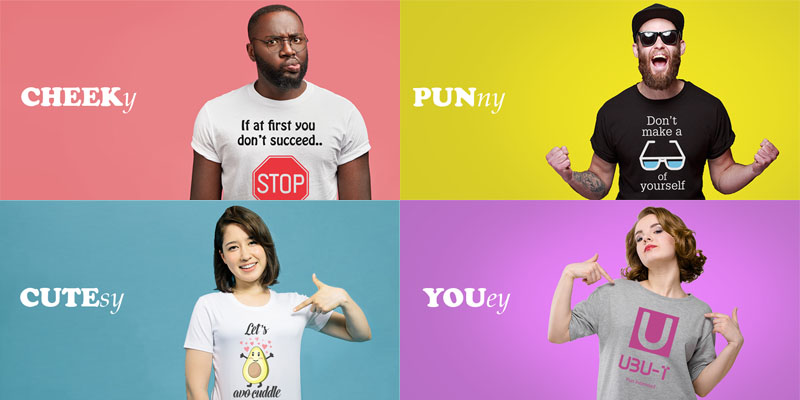 CHEEKy
If at first you
don't succeed..
STOP
PUNny
Don't
make a
of
yourself
CUTEsy
Let's
avo cuddle
YOUey
U
UBU-T